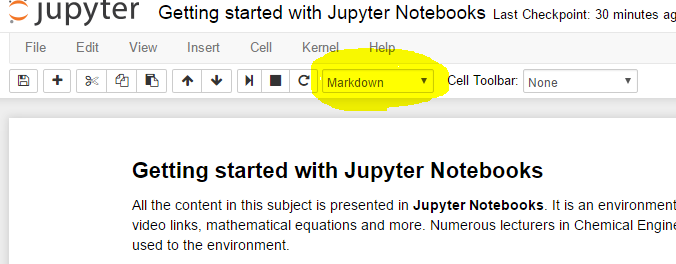 jupyter Getting started with Jupyter Notebooks Last Checkpoint: 30 minutes ag
File Edit View Insert Cell Kernel Help
Markdown Cell Toolbar: None
Getting started with Jupyter Notebooks
All the content in this subject is presented in Jupyter Notebooks. It is an environment
video links, mathematical equations and more. Numerous lecturers in Chemical Engine
used to the environment.